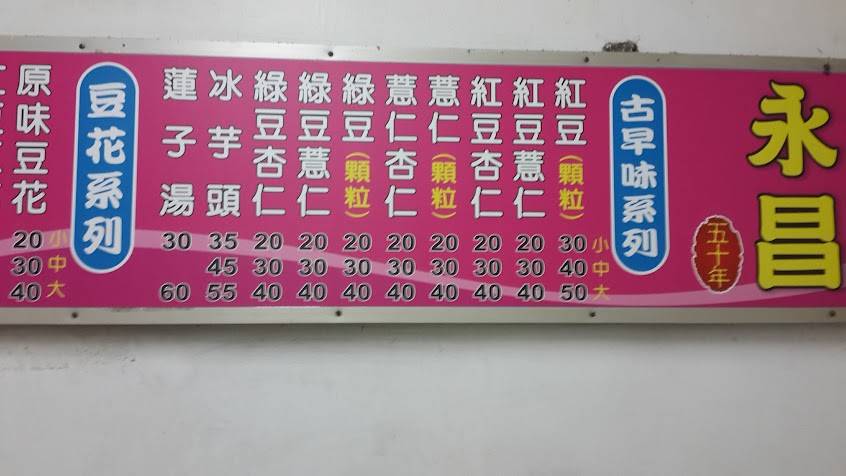 永昌
五十年
古早味系列
小 中 大
紅豆(顆粒) 30 40 50
紅豆薏仁 20 30 40
紅豆杏仁 20 30 40
薏仁(顆粒) 20 30 40
薏仁杏仁 20 30 40
綠豆(顆粒) 20 30 40
綠豆薏仁 20 30 40
綠豆杏仁 20 30 40
冰芋頭 35 45 55
蓮子湯 30 60
豆花系列
小 中 大
原味豆花 20 30 40